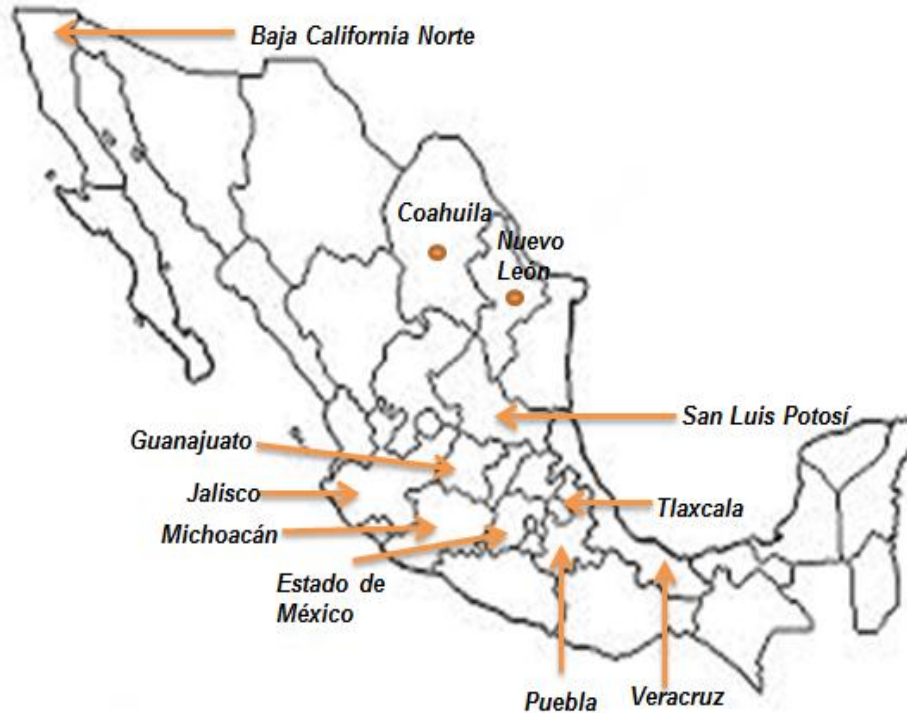 Baja California Norte
Coahuila
Nuevo
León
San Luis Potosí
Guanajuato
Jalisco
Tlaxcala
Michoacán
Estado de
México
Puebla
Veracruz